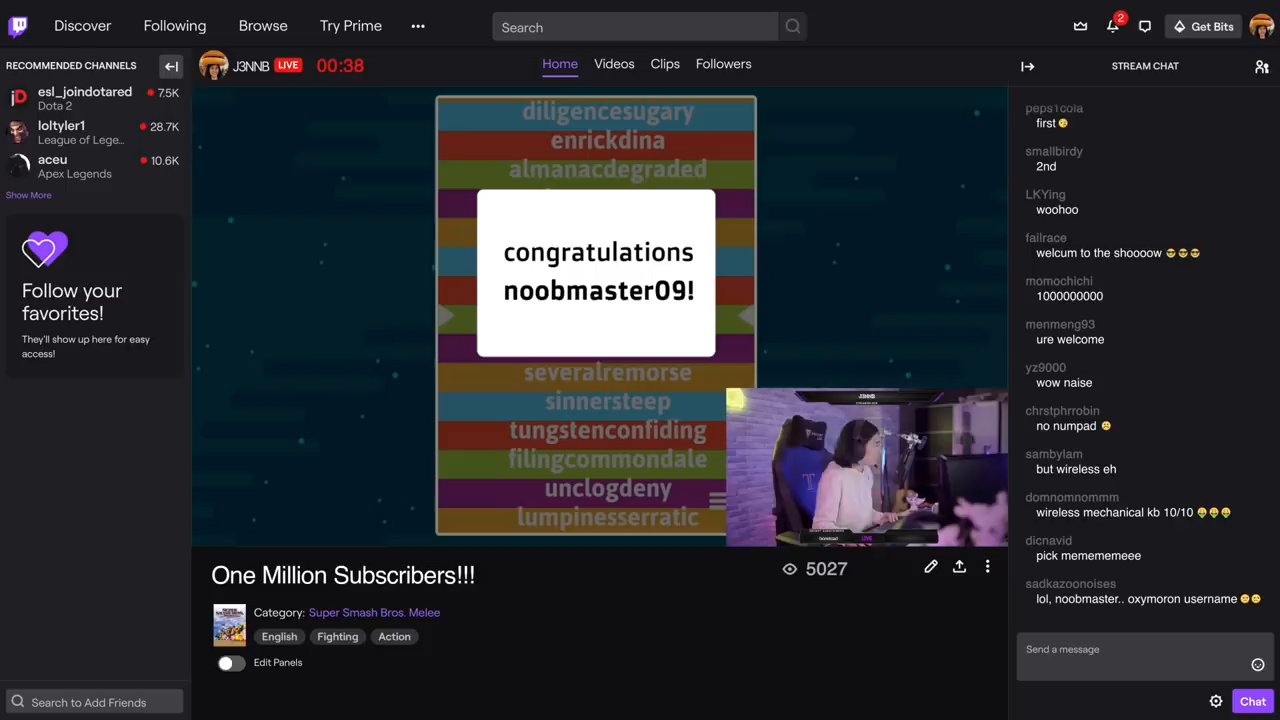 Discover
Following
Browse
Try Prime
Search
2
Get Bits
RECOMMENDED CHANNELS
esl_joindotared
7.5K
Dota 2
loltyler1
28.7K
League of Lege..
aceu
10.6K
Apex Legends
Show More
Follow your
favorites!
They'll show up here for easy
access!
Search to Add Friends
J3NNB
LIVE
00:38
Home
Videos
Clips
Followers
diligencesugary
enrickdina
almanacdegraded
congratulations
noobmaster09!
severalremorse
sinnersteep
tungstenconfiding
filingcommondale
unclogdeny
lumpinesserratic
J3NNB
LIVE
One Million Subscribers!!!
5027
Category: Super Smash Bros. Melee
English
Fighting
Action
Edit Panels
STREAM CHAT
peps1cola
first
smallbirdy
2nd
LKYing
woohoo
failrace
welcum to the shoooow
momochichi
1000000000
menmeng93
ure welcome
yz9000
wow naise
chrstphrrobin
no numpad
sambylam
but wireless eh
domnomnommm
wireless mechanical kb 10/10
dicnavid
pick memememeee
sadkazoonoises
lol, noobmaster.. oxymoron username
Send a message
Chat